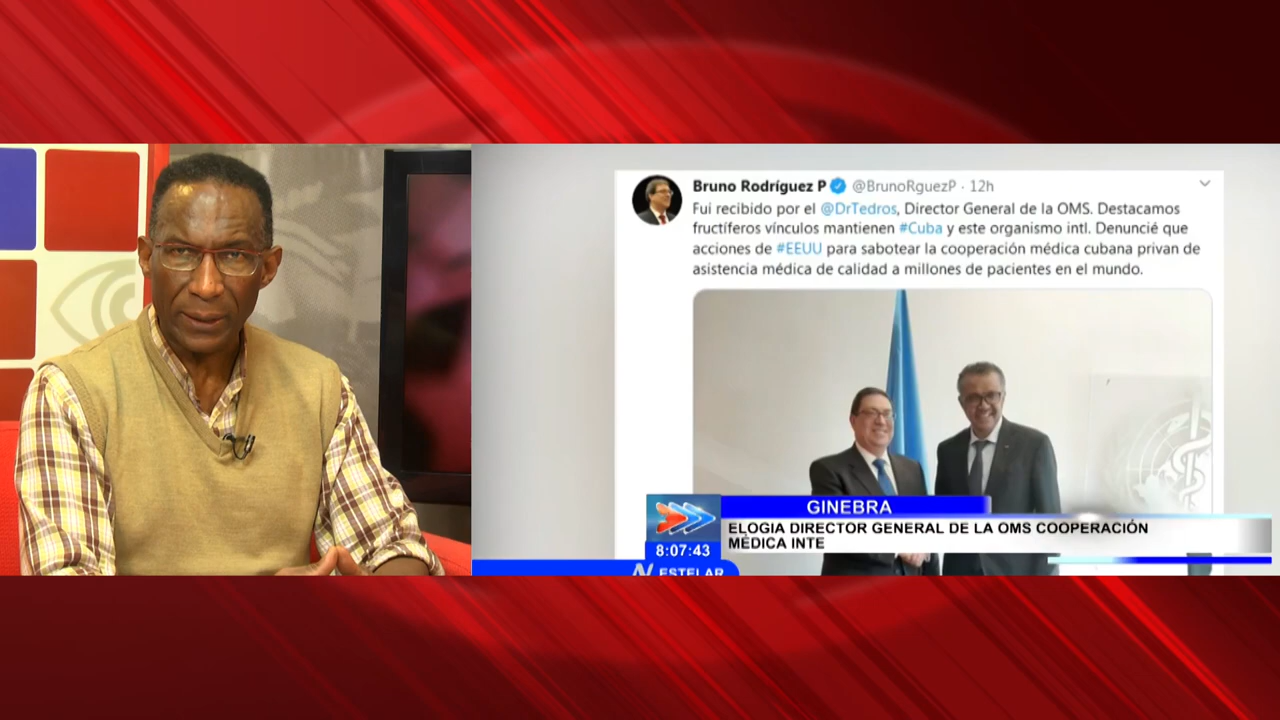 Bruno Rodríguez P @BrunoRguezP · 12h
Fui recibido por el @DrTedros, Director General de la OMS. Destacamos
fructíferos vínculos mantienen #Cuba y este organismo intl. Denuncié que
acciones de #EEUU para sabotear la cooperación médica cubana privan de
asistencia médica de calidad a millones de pacientes en el mundo.
GINEBRA
ELOGIA DIRECTOR GENERAL DE LA OMS COOPERACIÓN
MÉDICA INTE
8:07:43
N ESTELAR